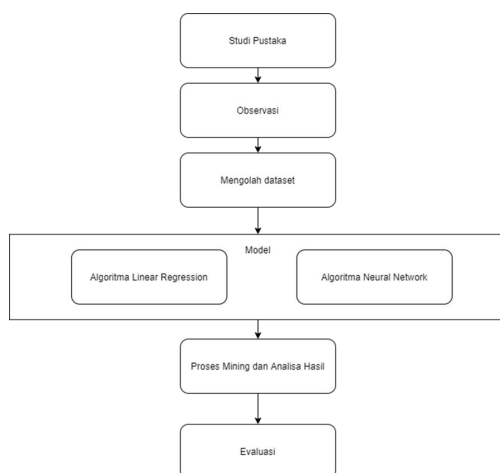 Studi Pustaka
Observasi
Mengolah dataset
Model
Algoritma Linear Regression
Algoritma Neural Network
Proses Mining dan Analisa Hasil
Evaluasi